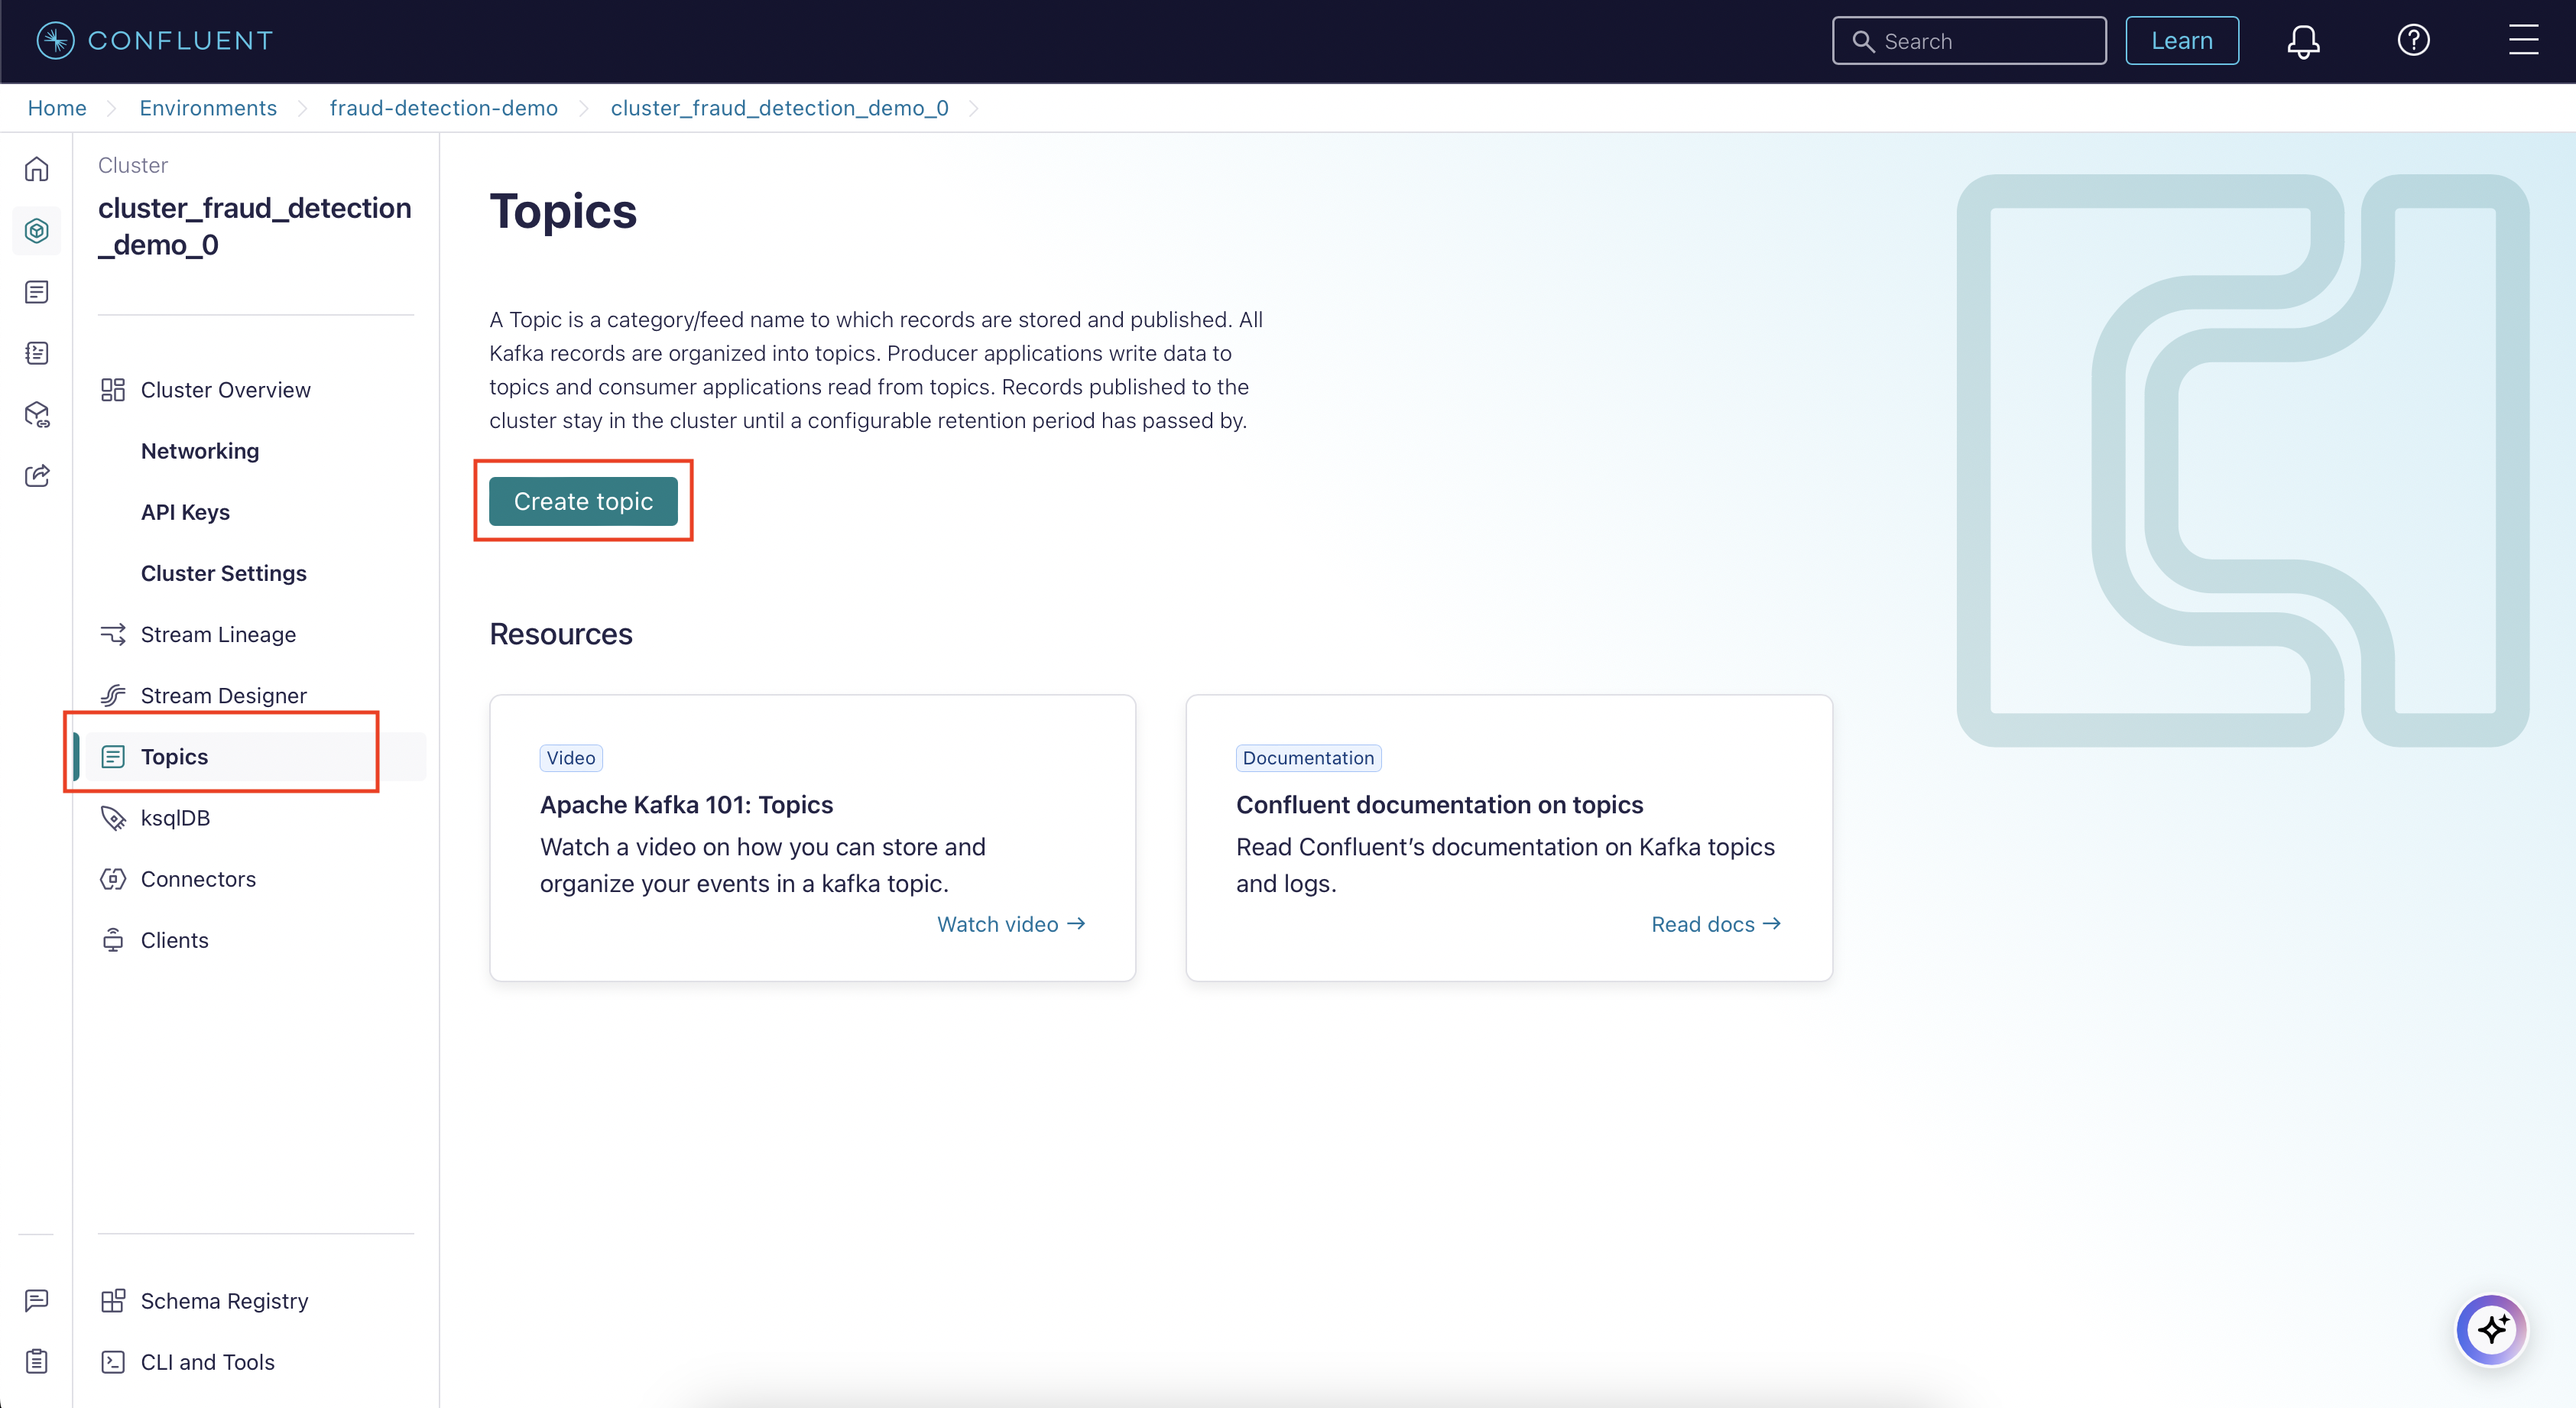 CONFLUENT
Search
Learn
Home
Environments
fraud-detection-demo
cluster_fraud_detection_demo_0
Cluster
cluster_fraud_detection
_demo_0
Cluster Overview
Networking
API Keys
Cluster Settings
Stream Lineage
Stream Designer
Topics
ksqlDB
Connectors
Clients
Schema Registry
CLI and Tools
Topics
A Topic is a category/feed name to which records are stored and published. All
Kafka records are organized into topics. Producer applications write data to
topics and consumer applications read from topics. Records published to the
cluster stay in the cluster until a configurable retention period has passed by.
Create topic
Resources
Video
Apache Kafka 101: Topics
Watch a video on how you can store and
organize your events in a kafka topic.
Watch video →
Documentation
Confluent documentation on topics
Read Confluent’s documentation on Kafka topics
and logs.
Read docs →